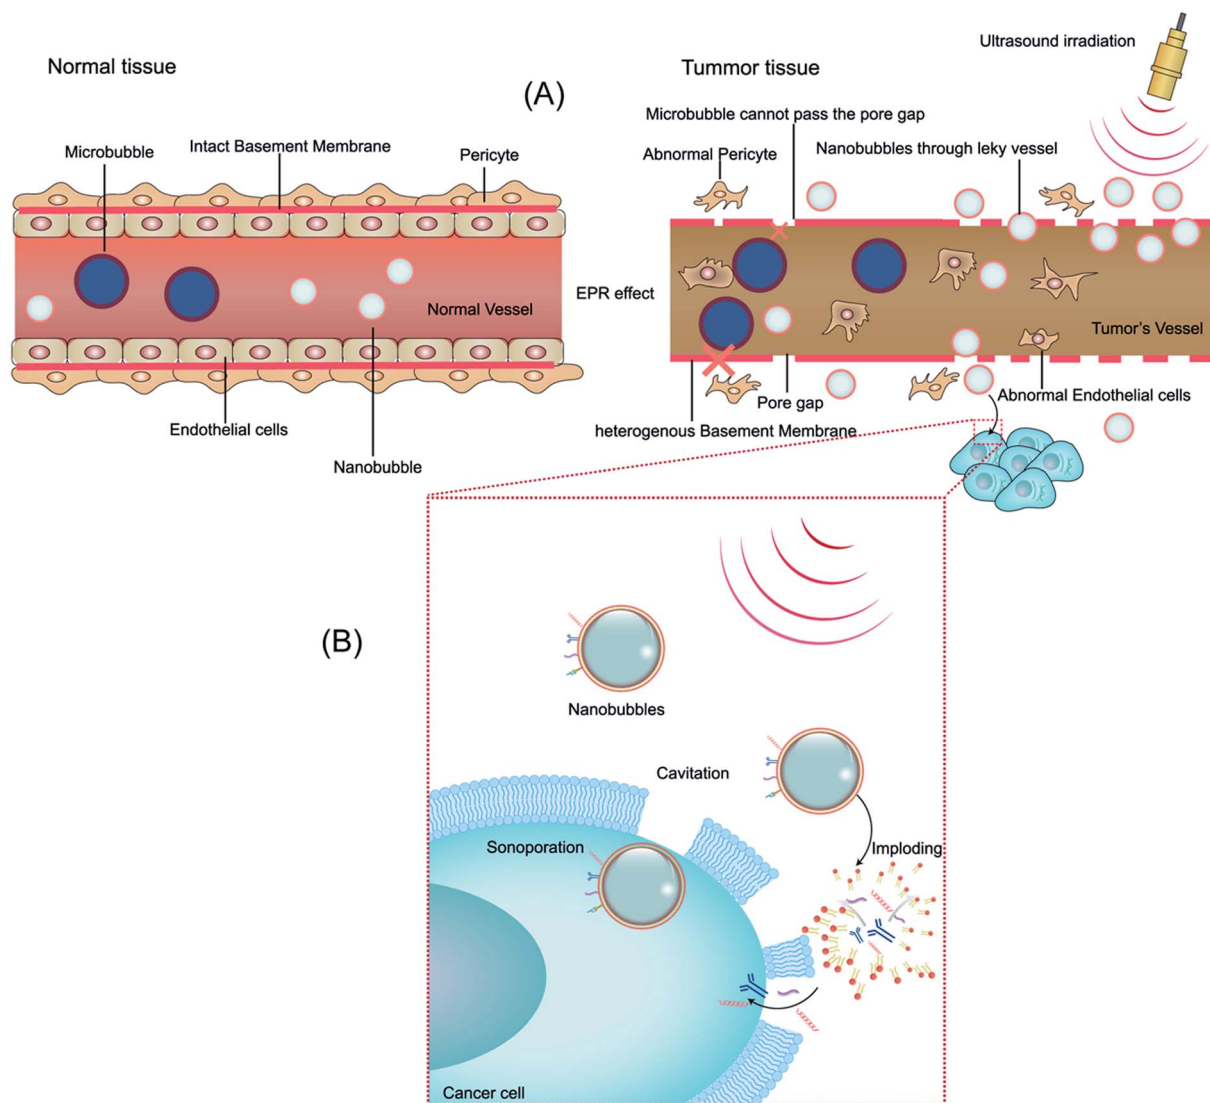 Normal tissue
(A)
Tummor tissue
Ultrasound irradiation
Microbubble
Intact Basement Membrane
Pericyte
Microbubble cannot pass the pore gap
Abnormal Pericyte
Nanobubbles through leky vessel
Normal Vessel
EPR effect
Tumor's Vessel
Endothelial cells
Nanobubble
Pore gap
Abnormal Endothelial cells
heterogenous Basement Membrane
(B)
Nanobubbles
Cavitation
Sonoporation
Imploding
Cancer cell